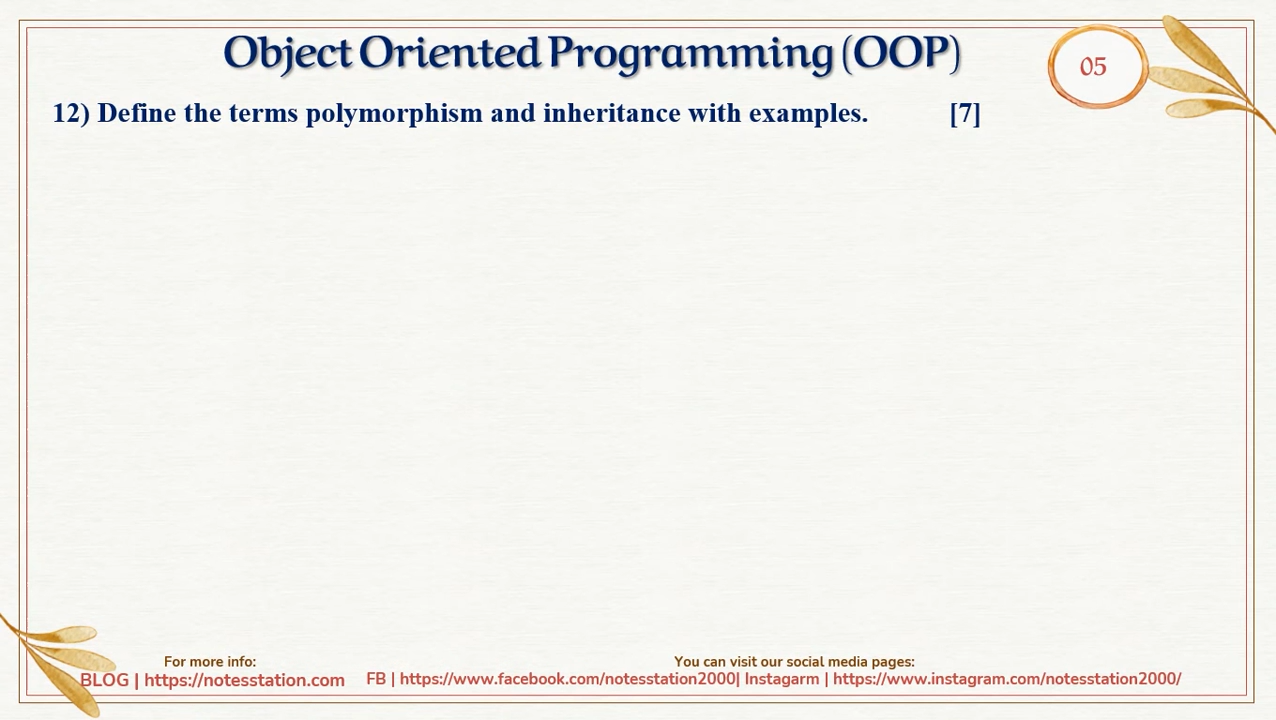 Object Oriented Programming (OOP)
05
12) Define the terms polymorphism and inheritance with examples. [7]
For more info:
You can visit our social media pages:
BLOG | https://notesstation.com FB | https://www.facebook.com/notesstation2000| Instagarm | https://www.instagram.com/notesstation2000/